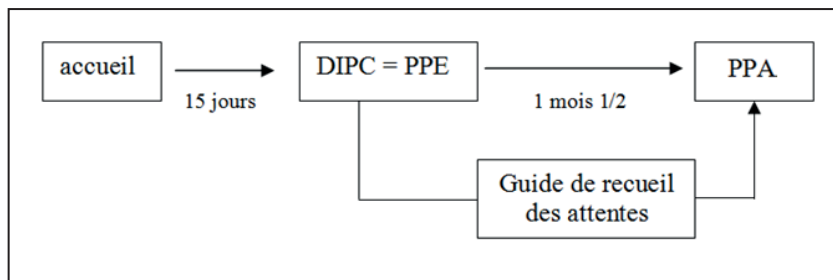 accueil
15 jours
DIPC = PPE
1 mois 1/2
PPA
Guide de recueil
des attentes